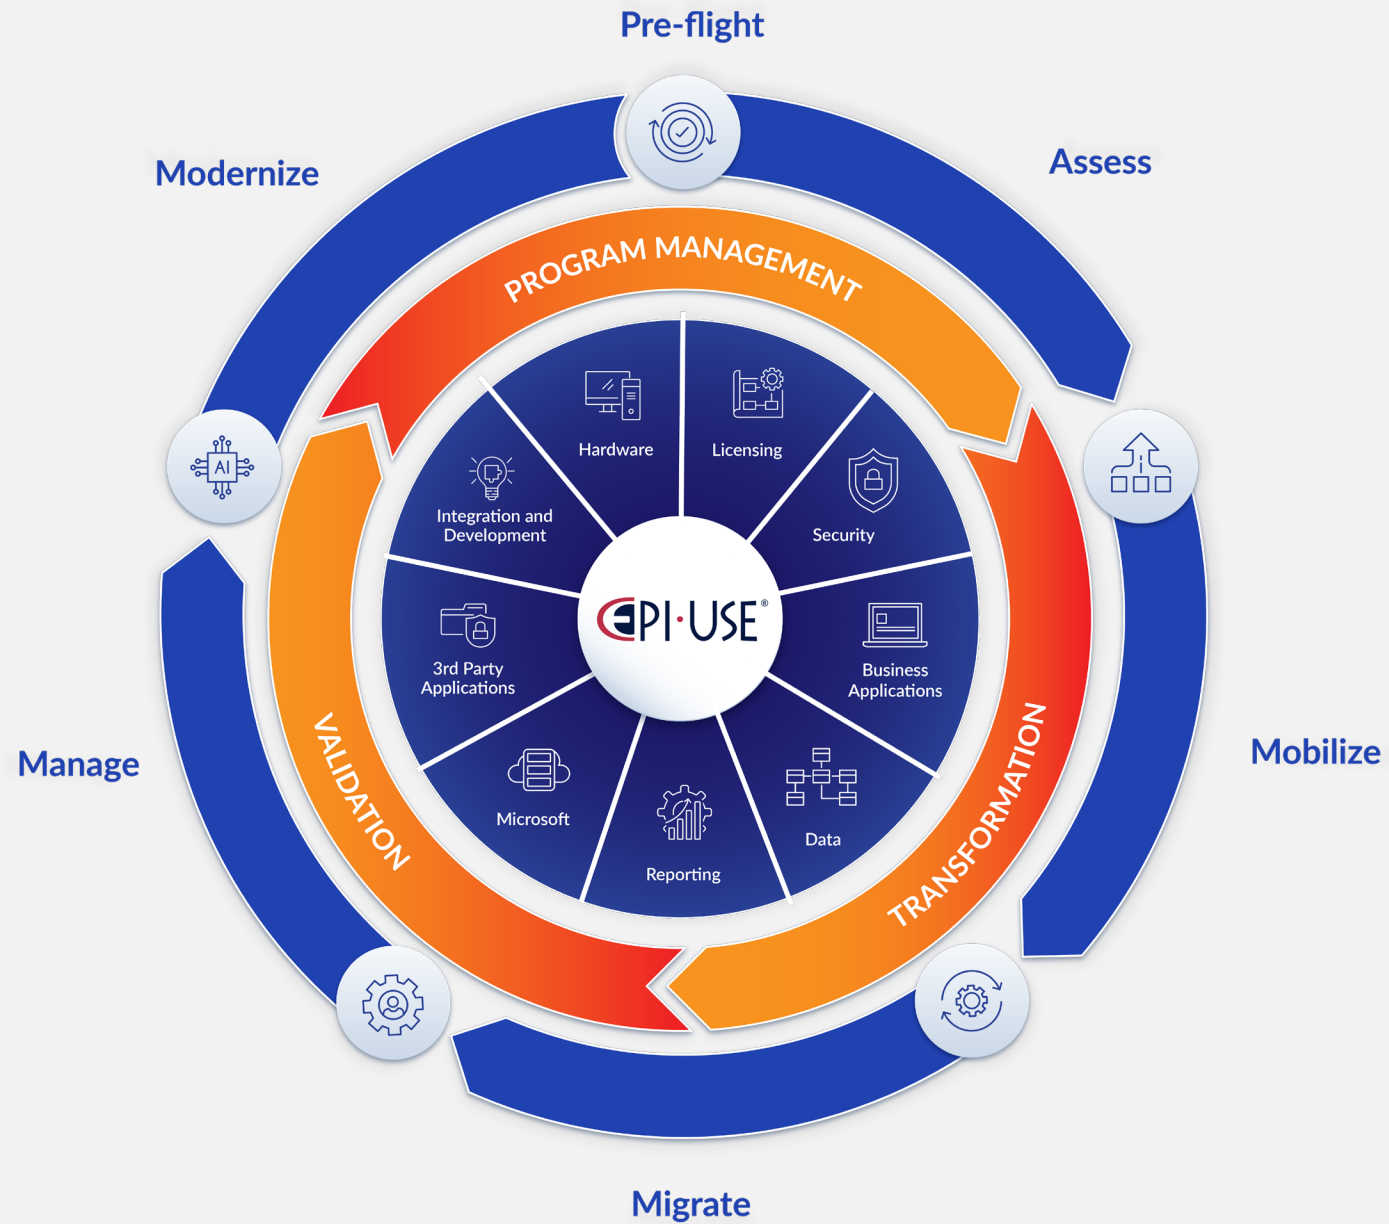 Pre-flight
Assess
Modernize
PROGRAM MANAGEMENT
Hardware
Licensing
AI
Integration and
Development
Security
EPI·USE®
3rd Party
Applications
Business
Applications
TRANSFORMATION
VALIDATION
Manage
Mobilize
Microsoft
Data
Reporting
Migrate